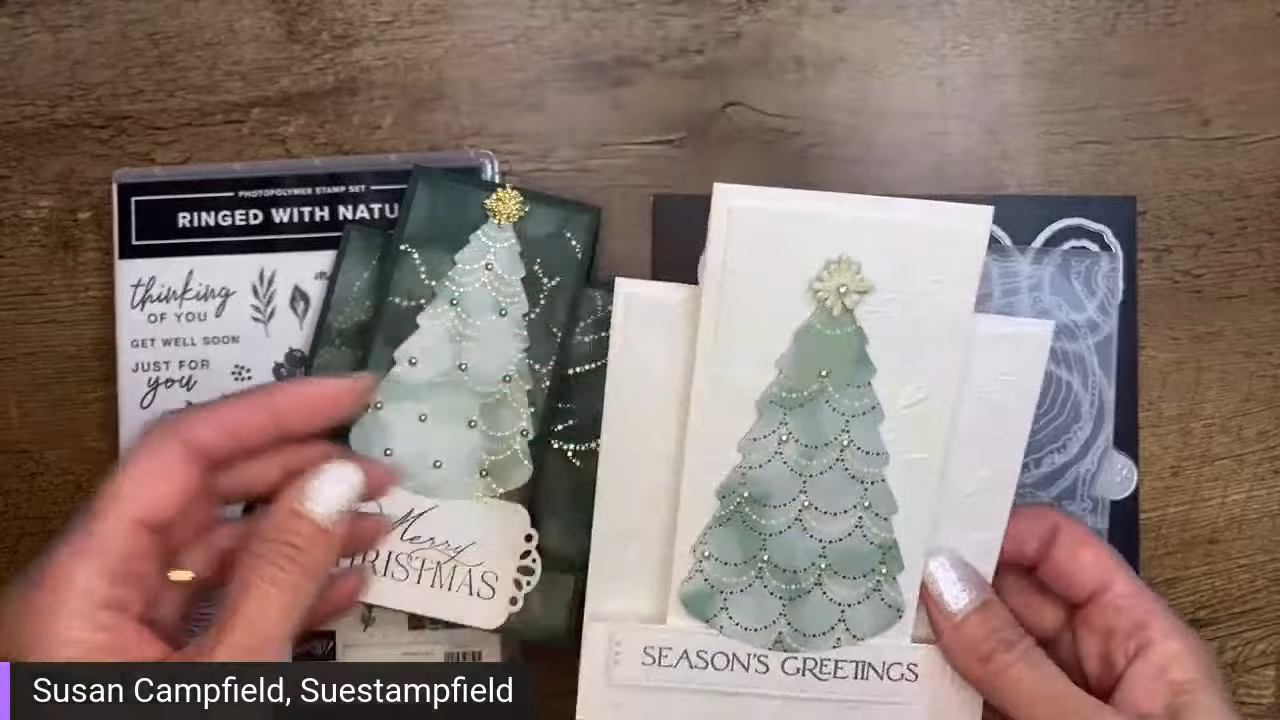 PHOTOPOLYMER STAMP SET
RINGED WITH NATU
thinking
OF YOU
GET WELL SOON
JUST FOR
you
Merry
CHRISTMAS
SEASON'S GREETINGS
Susan Campfield, Suestampfield